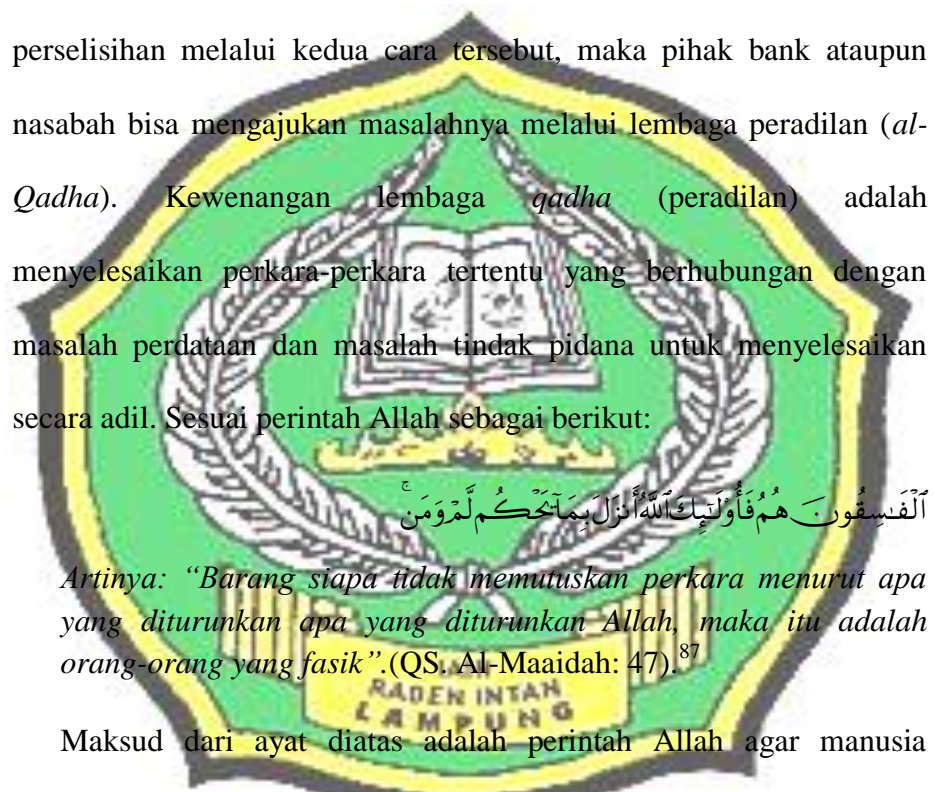 perselisihan melalui kedua cara tersebut, maka pihak bank ataupun
nasabah bisa mengajukan masalahnya melalui lembaga peradilan (al-
Qadha). Kewenangan lembaga qadha (peradilan) adalah
menyelesaikan perkara-perkara tertentu yang berhubungan dengan
masalah perdataan dan masalah tindak pidana untuk menyelesaikan
secara adil. Sesuai perintah Allah sebagai berikut:
ٱلۡفَٰسِقُونَ هُمُ فَأُوْلَٰٓئِكَ ٱللَّهُ أَنزَلَ بِمَآ يَحۡكُم لَّمۡ وَمَن ۚ
Artinya: “Barang siapa tidak memutuskan perkara menurut apa
yang diturunkan apa yang diturunkan Allah, maka itu adalah
orang-orang yang fasik”.(QS. Al-Maaidah: 47).87
RADEN INTAN
LAMPUNG
Maksud dari ayat diatas adalah perintah Allah agar manusia